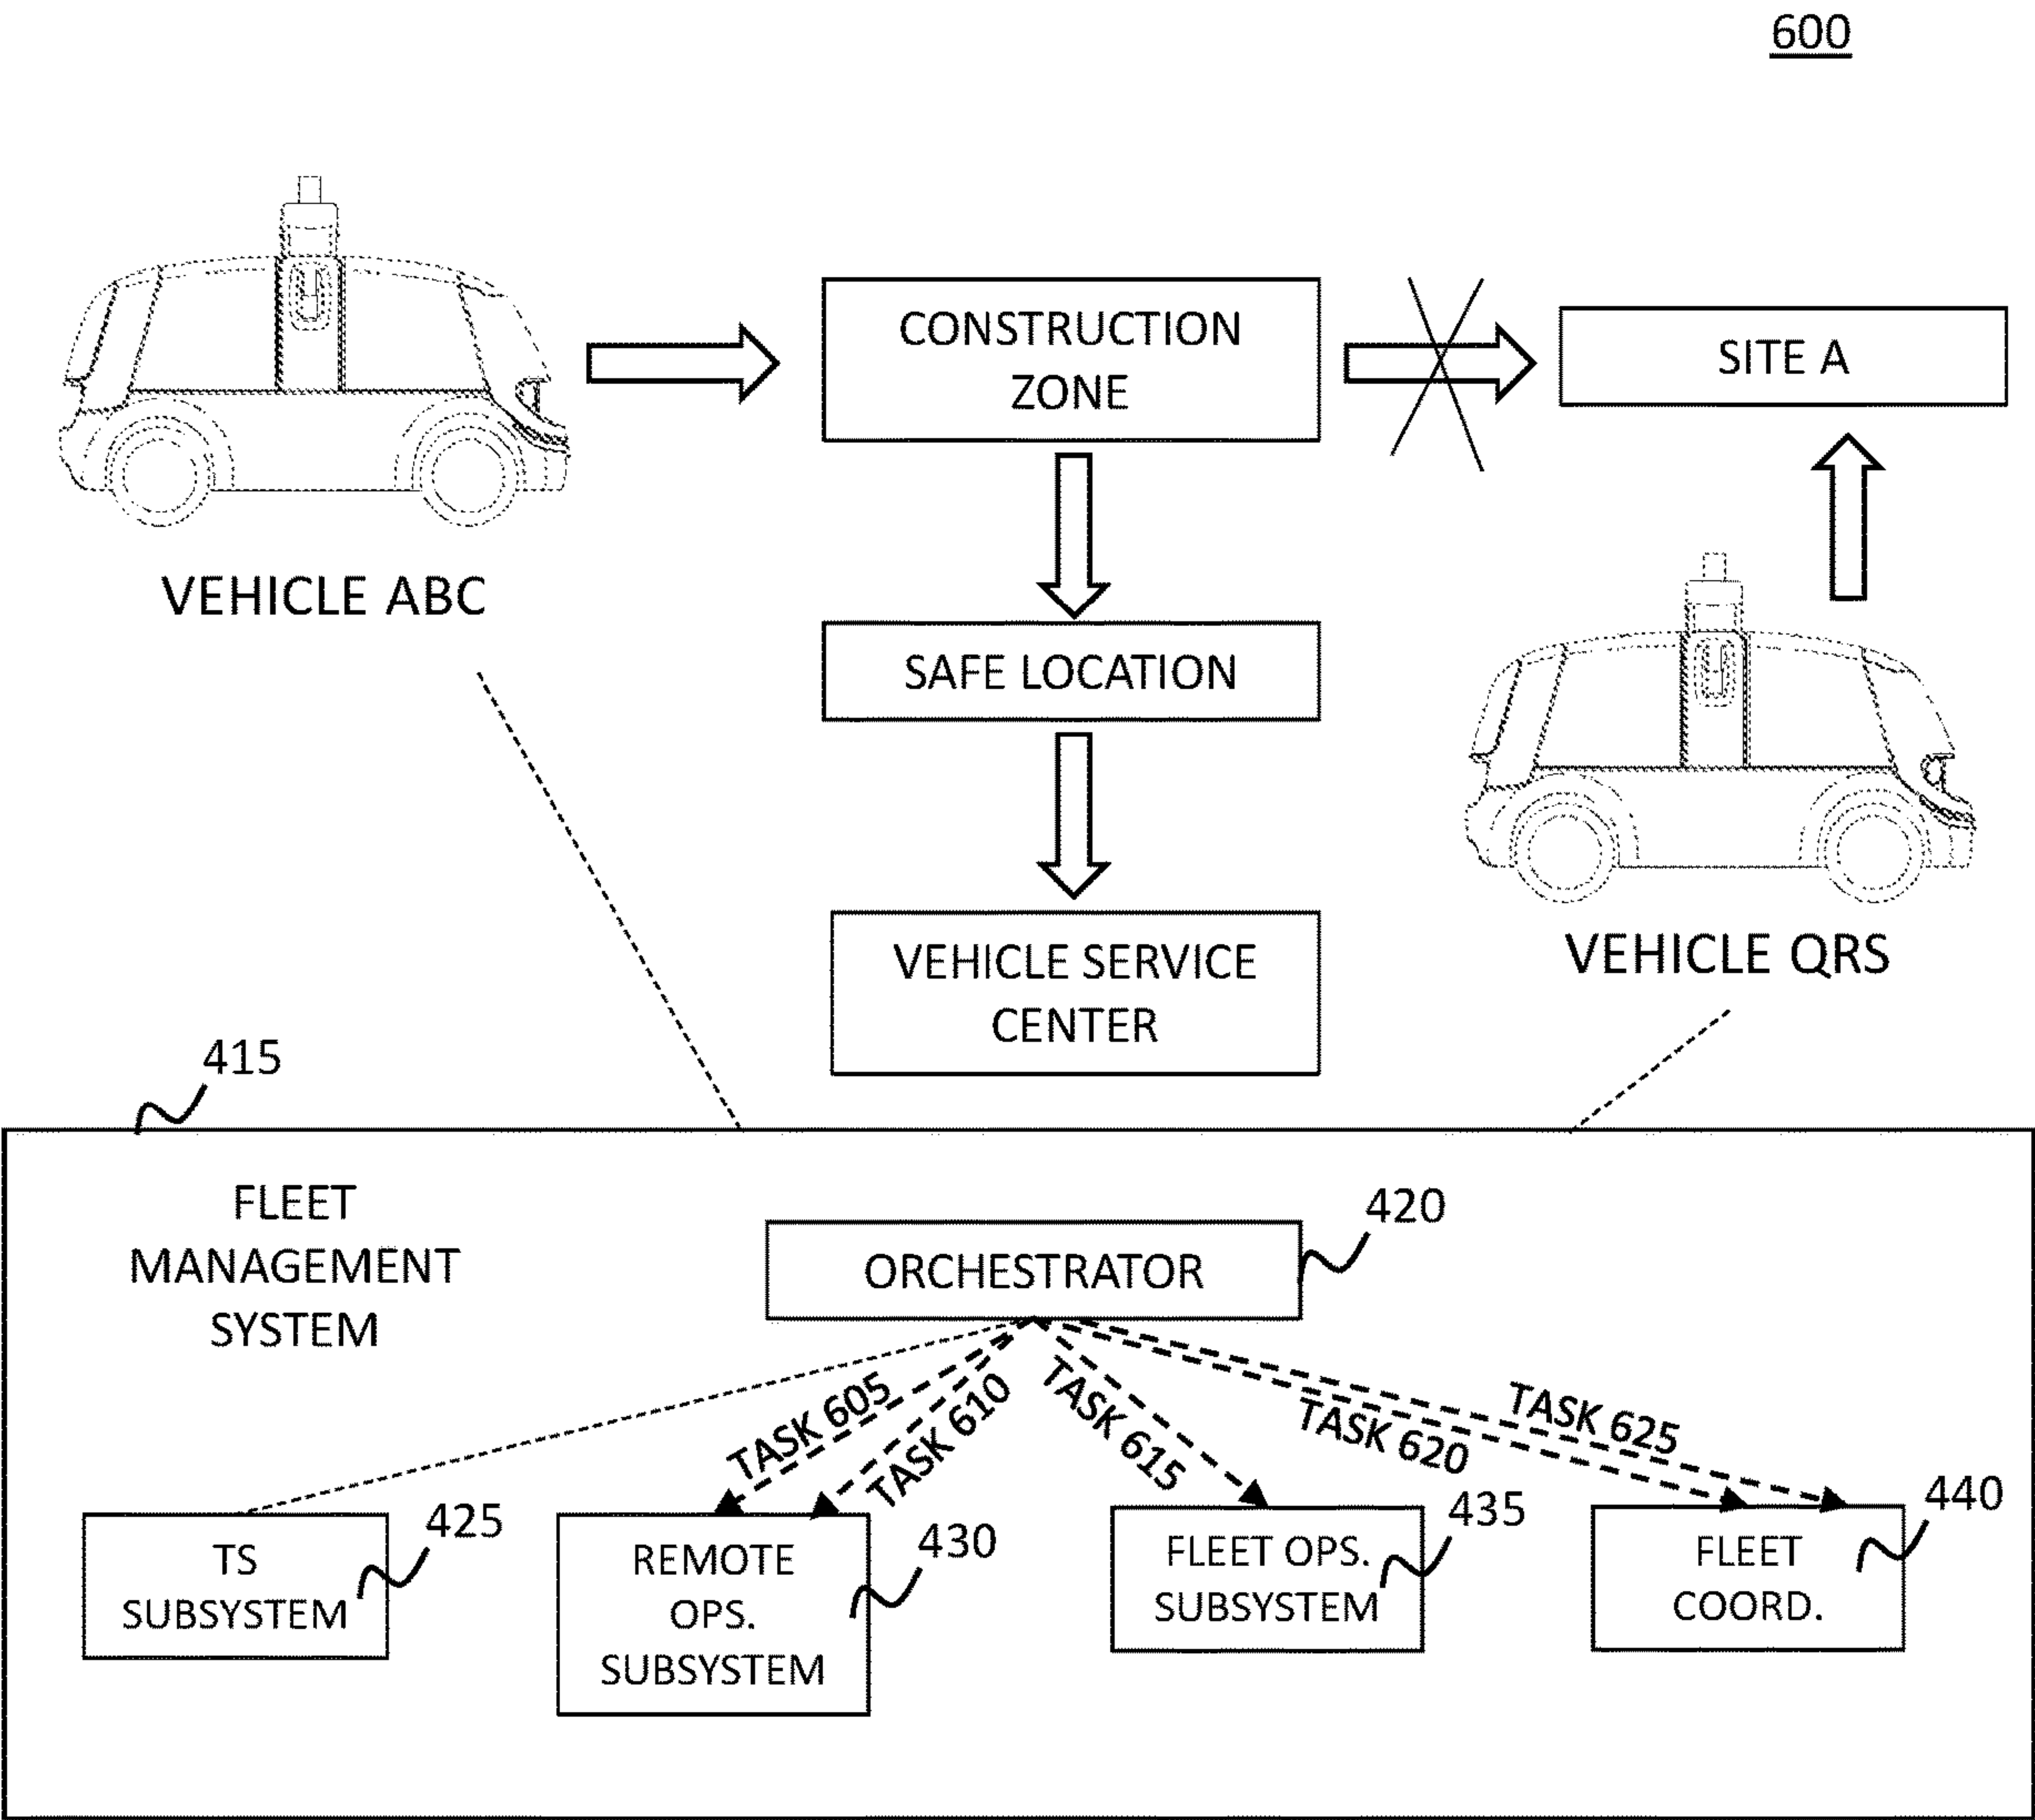 600
CONSTRUCTION
ZONE
SITE A
VEHICLE ABC
SAFE LOCATION
VEHICLE SERVICE
CENTER
VEHICLE QRS
415
FLEET
MANAGEMENT
SYSTEM
420
ORCHESTRATOR
TASK 605
TASK 610
TASK 615
TASK 620
TASK 625
TS
SUBSYSTEM
425
REMOTE
OPS.
SUBSYSTEM
430
FLEET OPS.
SUBSYSTEM
435
FLEET
COORD.
440